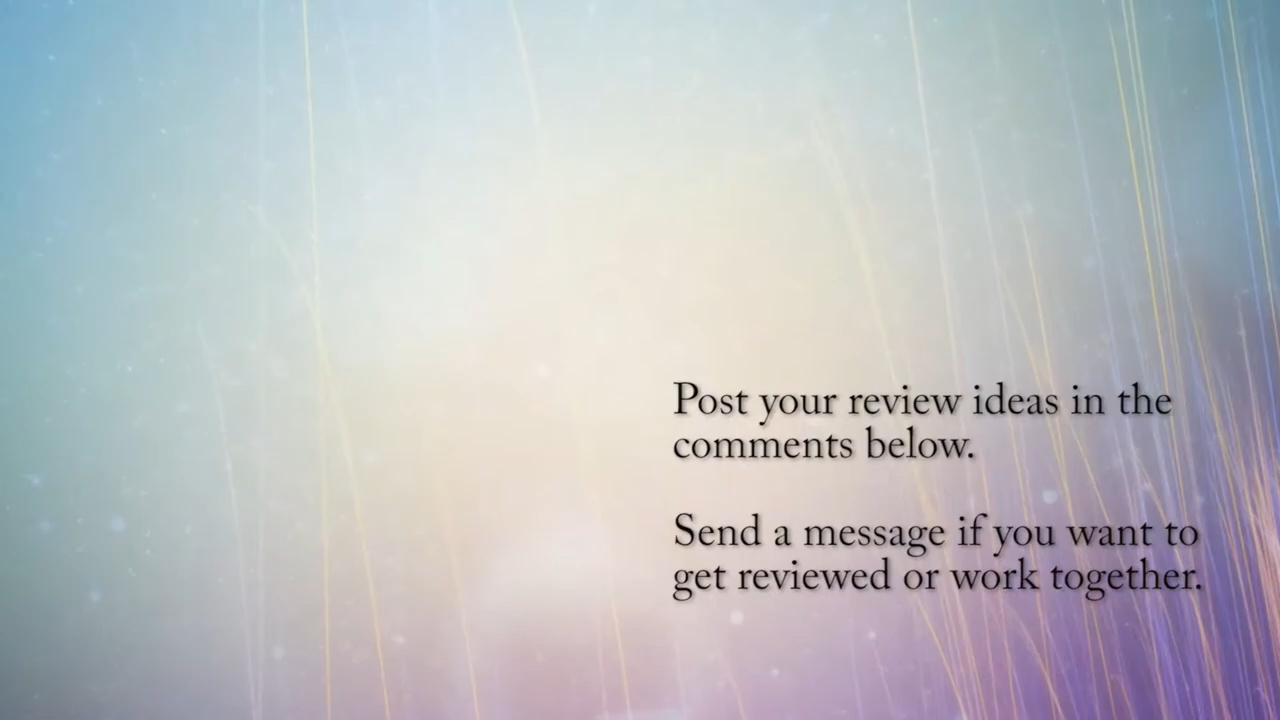 Post your review ideas in the
comments below.
Send a message if you want to
get reviewed or work together.